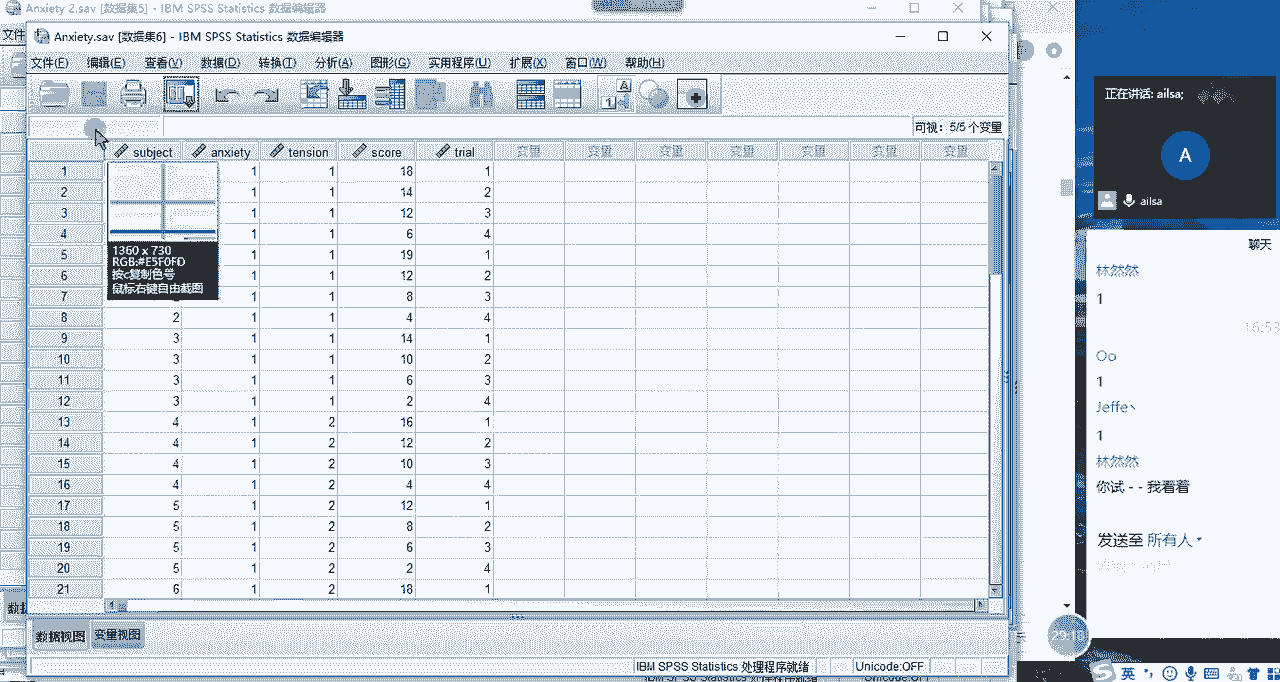 Anxiety 2.sav [数据集5] - IBM SPSS Statistics 数据编辑器
文件
Anxiety.sav [数据集6] - IBM SPSS Statistics 数据编辑器
文件(F) 编辑(E) 查看(V) 数据(D) 转换(T) 分析(A) 图形(G) 实用程序(U) 扩展(X) 窗口(W) 帮助(H)
可视: 5/5 个变量
subject anxiety tension score trial 变量 变量 变量 变量 变量 变量 变量
1 1 1 18 1
2 1 1 14 2
3 1 1 12 3
4 1 1 6 4
5 1 1 19 1
6 1 1 12 2
7 1 1 8 3
8 2 1 1 4 4
9 3 1 1 14 1
10 3 1 1 10 2
11 3 1 1 6 3
12 3 1 1 2 4
13 4 1 2 16 1
14 4 1 2 12 2
15 4 1 2 10 3
16 4 1 2 4 4
17 5 1 2 12 1
18 5 1 2 8 2
19 5 1 2 6 3
20 5 1 2 2 4
21 6 1 2 18 1
1360 x 730
RGB:#E5F0FD
按c复制色号
鼠标右键自由截图
数据视图 变量视图
IBM SPSS Statistics 处理程序就绪 Unicode:OFF
正在讲话: ailsa;
A
ailsa
聊天
林然然
1
16:53
Oo
1
Jeffe丶
1
林然然
你试 - - 我看看
发送至 所有人
29:18
英